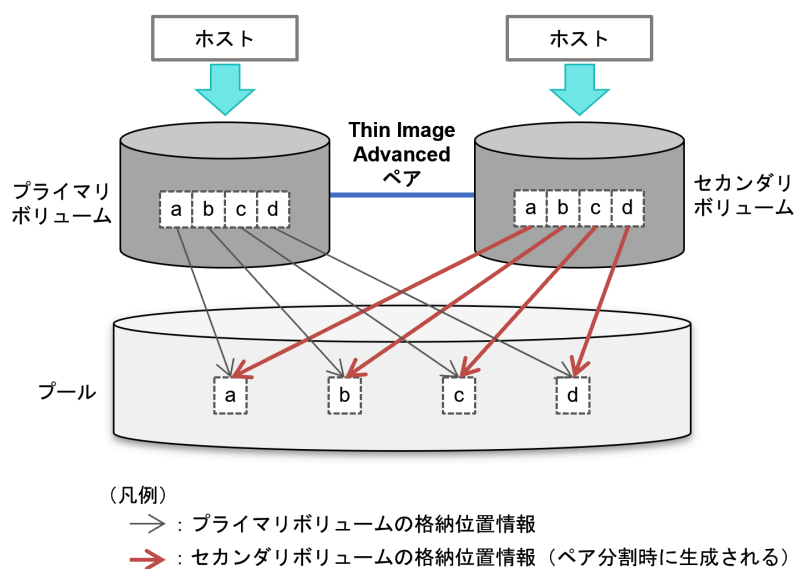 ホスト
ホスト
Thin Image
Advanced
ペア
プライマリ
ボリューム
a b c d
a b c d
セカンダリ
ボリューム
プール
a b c d
（凡例）
：プライマリボリュームの格納位置情報
：セカンダリボリュームの格納位置情報（ペア分割時に生成される）